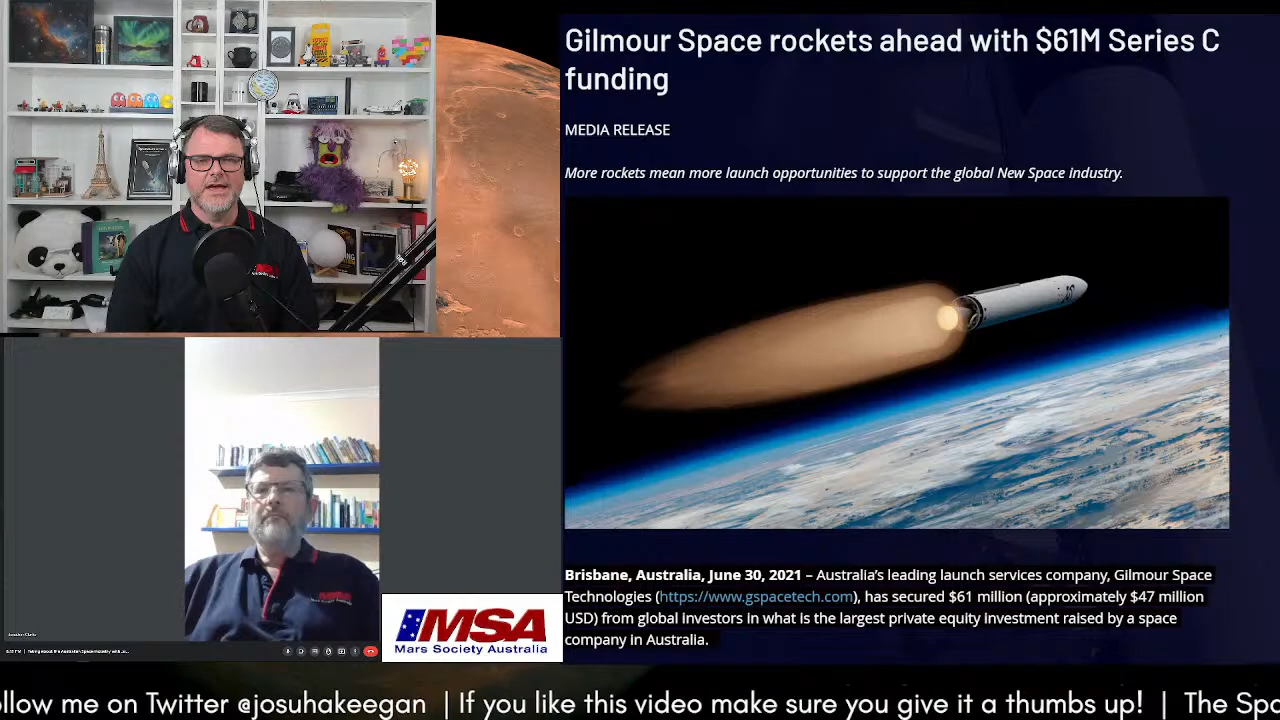 Gilmour Space rockets ahead with $61M Series C
funding
MEDIA RELEASE
More rockets mean more launch opportunities to support the global New Space industry.
Brisbane, Australia, June 30, 2021 – Australia's leading launch services company, Gilmour Space
Technologies (https://www.gspacetech.com), has secured $61 million (approximately $47 million
USD) from global investors in what is the largest private equity investment raised by a space
company in Australia.
MSA
Mars Society Australia
ollow me on Twitter @josuhakeegan | If you like this video make sure you give it a thumbs up! | The Spa